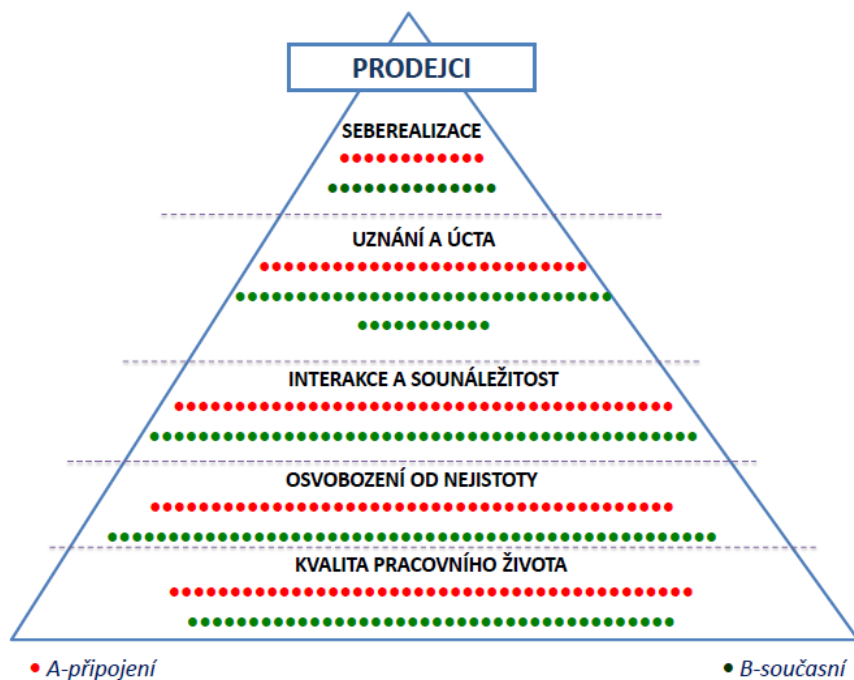 PRODEJCI
SEBEREALIZACE
UZNÁNÍ A ÚCTA
INTERAKCE A SOUNÁLEŽITOST
OSVOBOZENÍ OD NEJISTOTY
KVALITA PRACOVNÍHO ŽIVOTA
A-připojení
B-současní